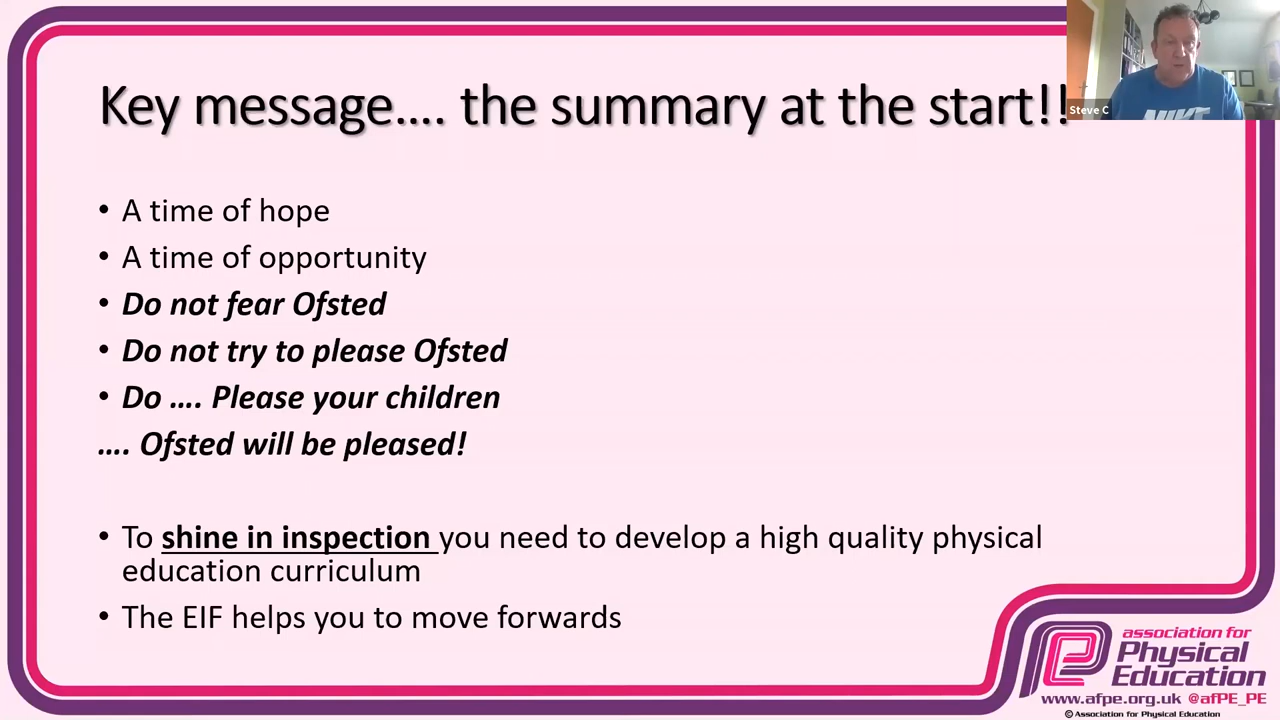 Key message…. the summary at the start!!
Steve C
• A time of hope
• A time of opportunity
• Do not fear Ofsted
• Do not try to please Ofsted
• Do …. Please your children
…. Ofsted will be pleased!
• To shine in inspection you need to develop a high quality physical
education curriculum
• The EIF helps you to move forwards
association for
Physical
Education
www.afpe.org.uk @afPE_PE
© Association for Physical Education